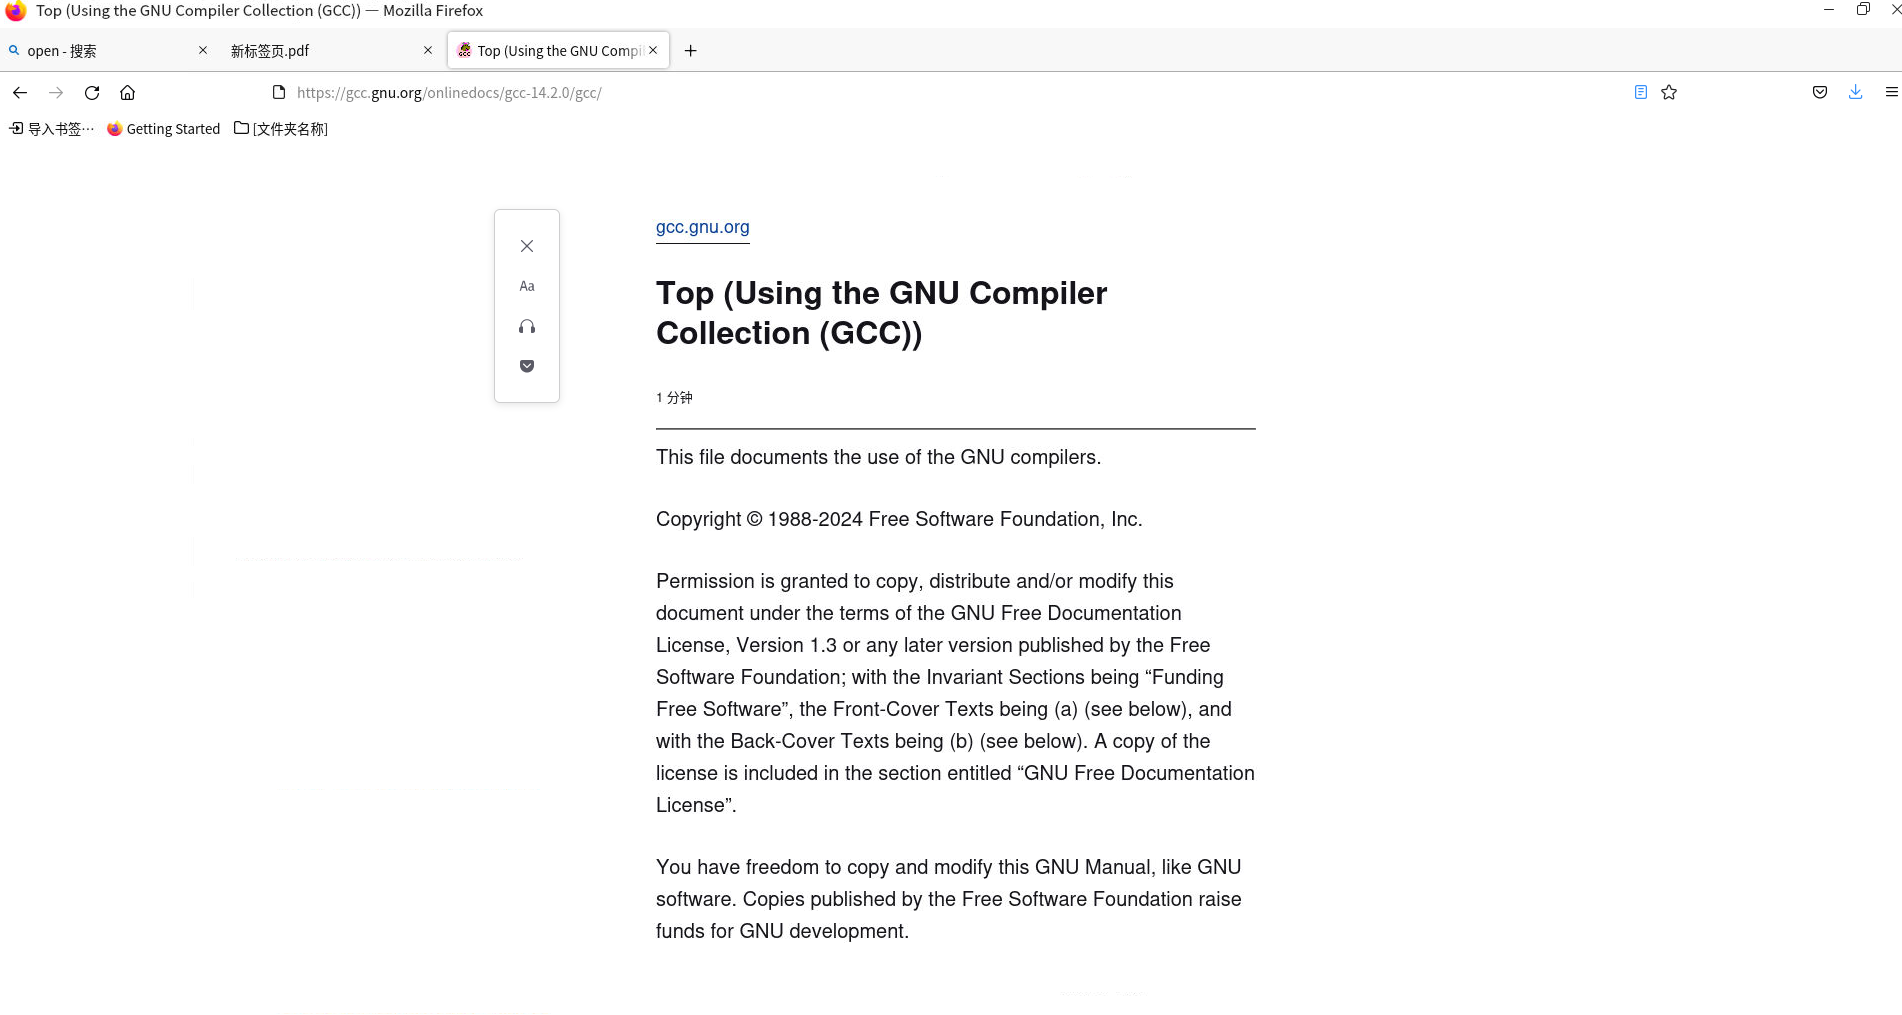 Top (Using the GNU Compiler Collection (GCC)) — Mozilla Firefox
open - 搜索
新标签页.pdf
Top (Using the GNU Compil
https://gcc.gnu.org/onlinedocs/gcc-14.2.0/gcc/
导入书签…
Getting Started
[文件夹名称]
gcc.gnu.org
Aa
Top (Using the GNU Compiler
Collection (GCC))
1 分钟
This file documents the use of the GNU compilers.
Copyright © 1988-2024 Free Software Foundation, Inc.
Permission is granted to copy, distribute and/or modify this
document under the terms of the GNU Free Documentation
License, Version 1.3 or any later version published by the Free
Software Foundation; with the Invariant Sections being “Funding
Free Software”, the Front-Cover Texts being (a) (see below), and
with the Back-Cover Texts being (b) (see below). A copy of the
license is included in the section entitled “GNU Free Documentation
License”.
You have freedom to copy and modify this GNU Manual, like GNU
software. Copies published by the Free Software Foundation raise
funds for GNU development.